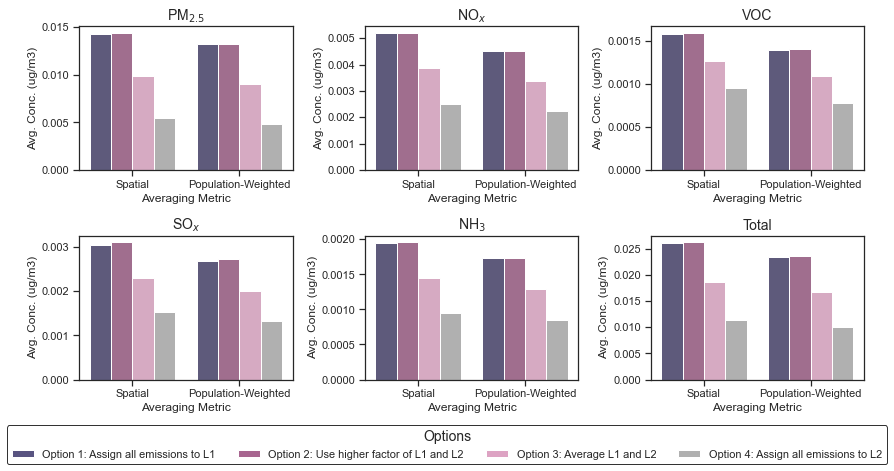 PM2.5
NOx
VOC
Avg. Conc. (ug/m3)
0.015
0.010
0.005
0.000
Spatial
Population-Weighted
Averaging Metric
Avg. Conc. (ug/m3)
0.005
0.004
0.003
0.002
0.001
0.000
Spatial
Population-Weighted
Averaging Metric
Avg. Conc. (ug/m3)
0.0015
0.0010
0.0005
0.0000
Spatial
Population-Weighted
Averaging Metric
SOx
NH3
Total
Avg. Conc. (ug/m3)
0.003
0.002
0.001
0.000
Spatial
Population-Weighted
Averaging Metric
Avg. Conc. (ug/m3)
0.0020
0.0015
0.0010
0.0005
0.0000
Spatial
Population-Weighted
Averaging Metric
Avg. Conc. (ug/m3)
0.025
0.020
0.015
0.010
0.005
0.000
Spatial
Population-Weighted
Averaging Metric
Options
Option 1: Assign all emissions to L1
Option 2: Use higher factor of L1 and L2
Option 3: Average L1 and L2
Option 4: Assign all emissions to L2